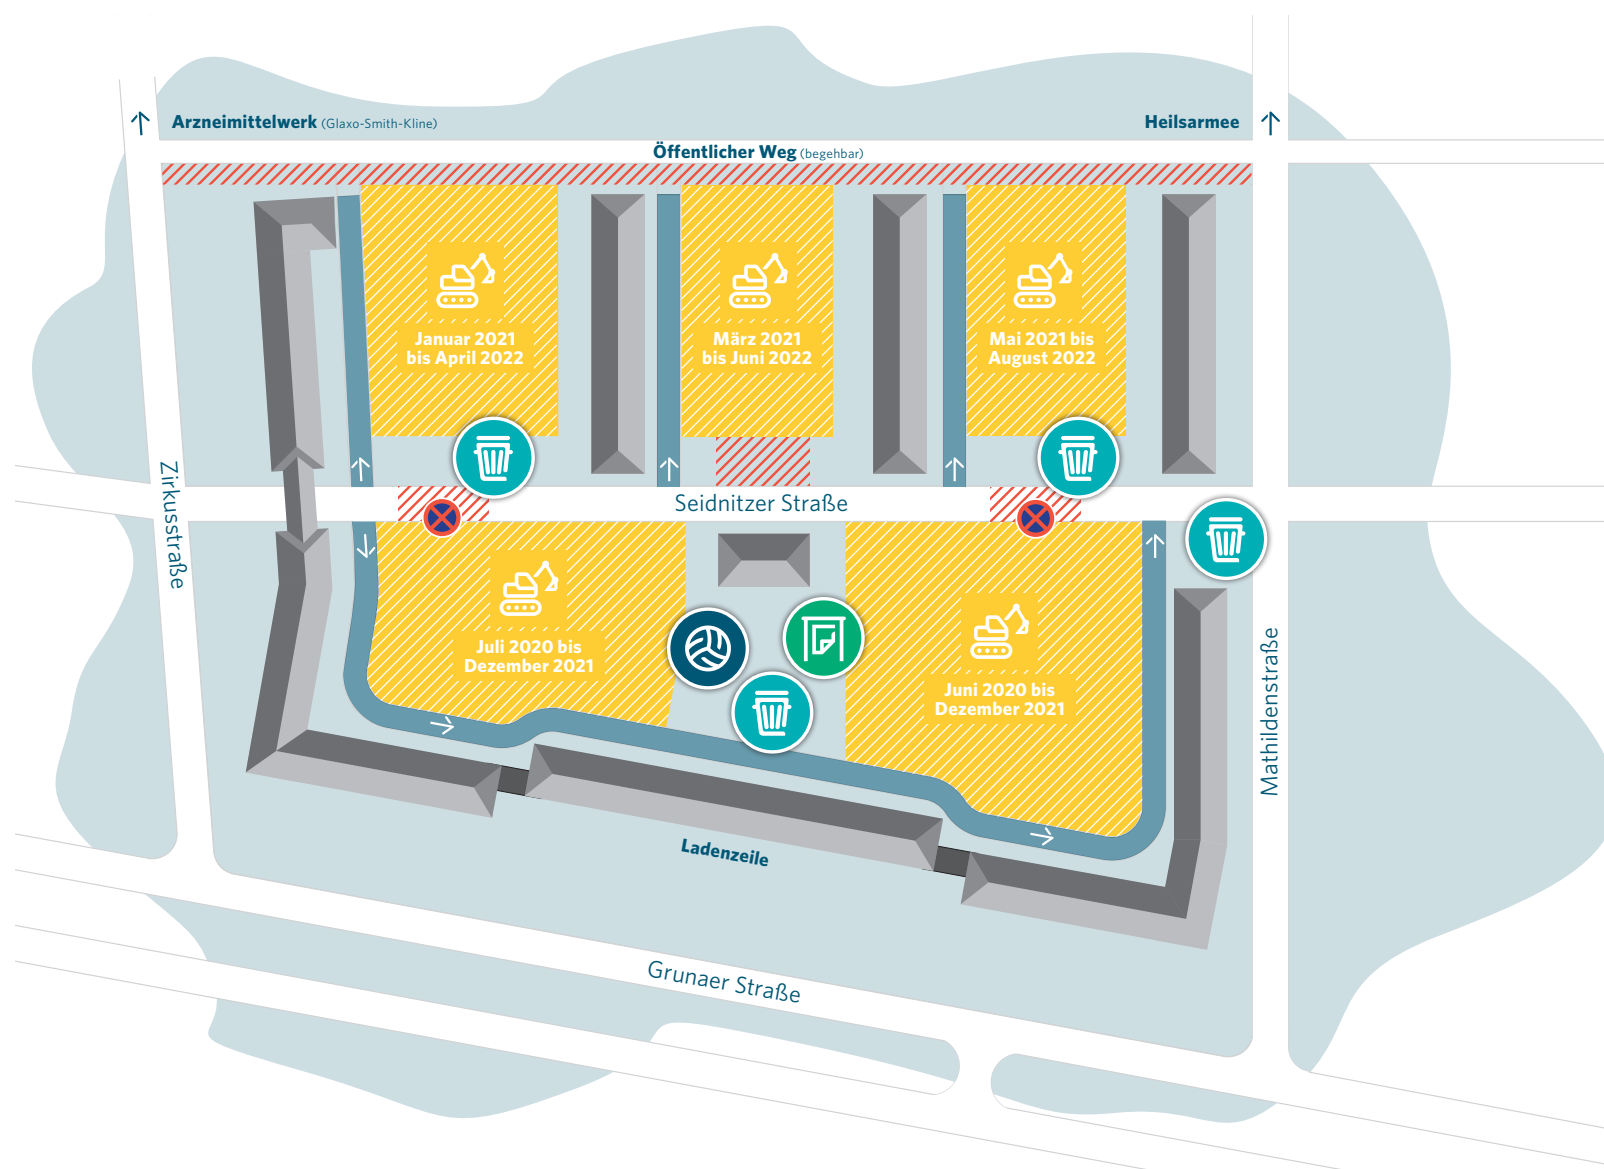 Arzneimittelwerk (Glaxo-Smith-Kline)
Heilsarmee
Öffentlicher Weg (begehbar)
Januar 2021
bis April 2022
März 2021
bis Juni 2022
Mai 2021 bis
August 2022
Zirkusstraße
Seidnitzer Straße
Juli 2020 bis
Dezember 2021
Juni 2020 bis
Dezember 2021
Mathildenstraße
Ladenzeile
Grunaer Straße